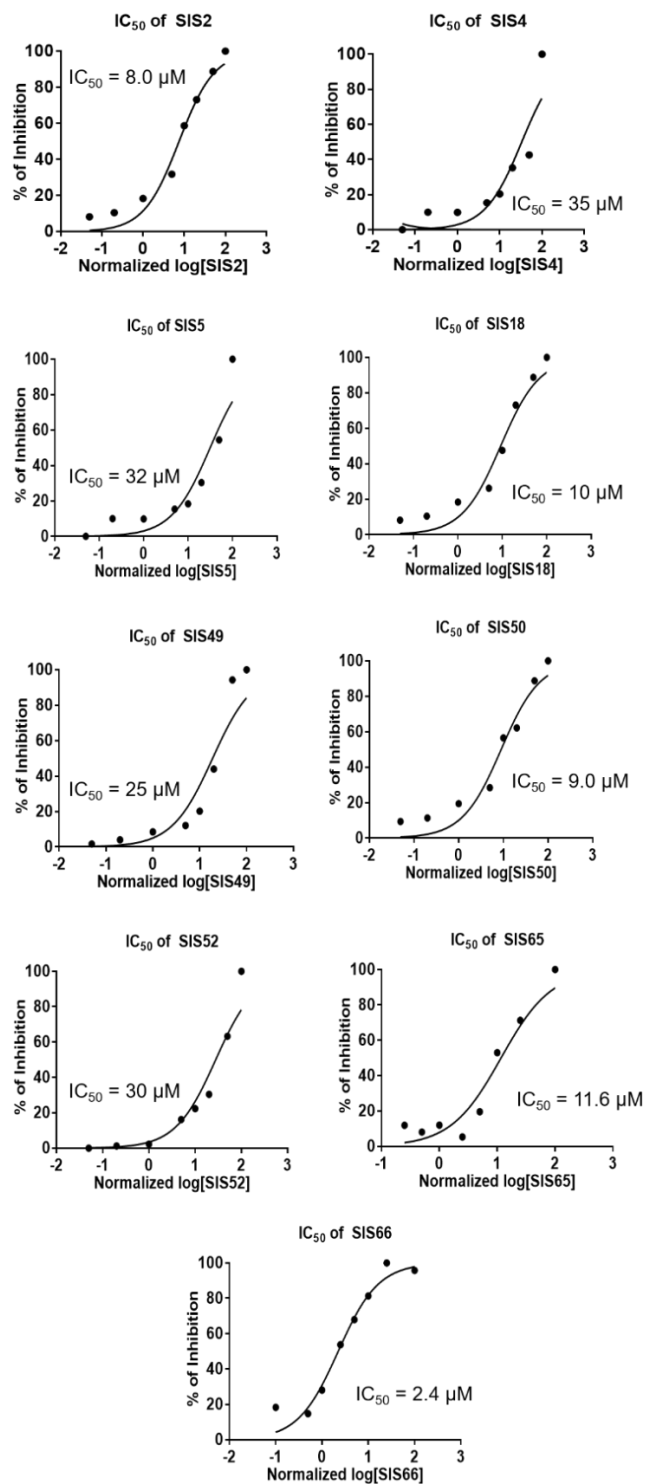 IC50 of SIS2
IC50 = 8.0 µM
% of Inhibition
100
80
60
40
20
0
-2
-1
0
1
2
3
Normalized log[SIS2]
IC50 of SIS4
IC50 = 35 µM
% of Inhibition
100
80
60
40
20
0
-2
-1
0
1
2
3
Normalized log[SIS4]
IC50 of SIS5
IC50 = 32 µM
% of Inhibition
100
80
60
40
20
0
-2
-1
0
1
2
3
Normalized log[SIS5]
IC50 of SIS18
IC50 = 10 µM
% of Inhibition
100
80
60
40
20
0
-2
-1
0
1
2
3
Normalized log[SIS18]
IC50 of SIS49
IC50 = 25 µM
% of Inhibition
100
80
60
40
20
0
-2
-1
0
1
2
3
Normalized log[SIS49]
IC50 of SIS50
IC50 = 9.0 µM
% of Inhibition
100
80
60
40
20
0
-2
-1
0
1
2
3
Normalized log[SIS50]
IC50 of SIS52
IC50 = 30 µM
% of Inhibition
100
80
60
40
20
0
-2
-1
0
1
2
3
Normalized log[SIS52]
IC50 of SIS65
IC50 = 11.6 µM
% of Inhibition
100
80
60
40
20
0
-1
0
1
2
3
Normalized log[SIS65]
IC50 of SIS66
IC50 = 2.4 µM
% of Inhibition
100
80
60
40
20
0
-2
-1
0
1
2
3
Normalized log[SIS66]